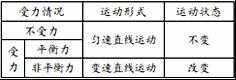 受力情况 运动形式 运动状态
不受力 匀速直线运动 不变
受力 平衡力
非平衡力 变速直线运动 改变